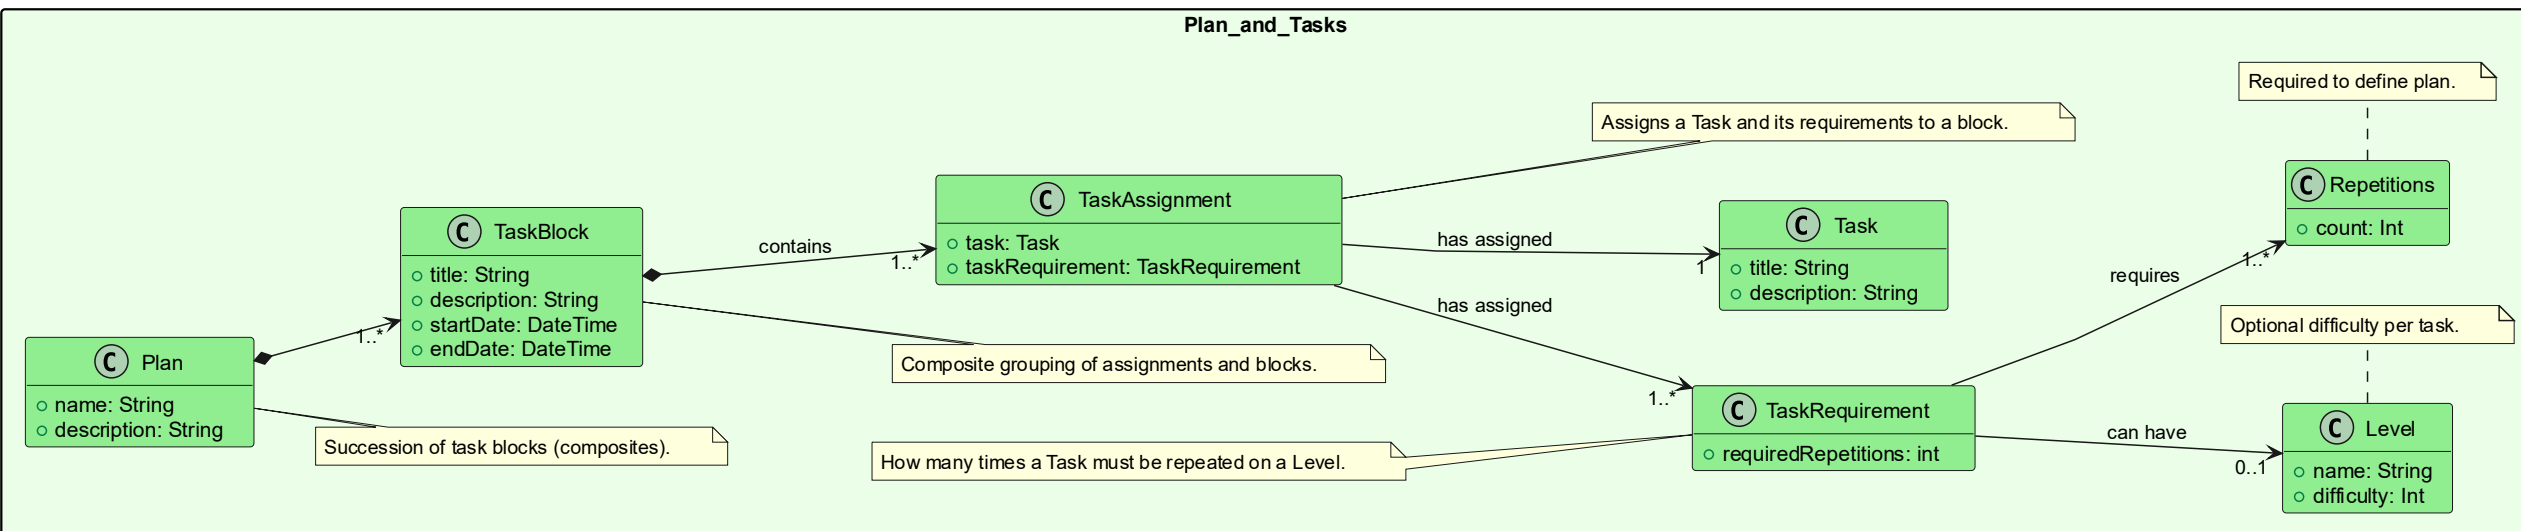 Plan_and_Tasks
Required to define plan.
Assigns a Task and its requirements to a block.
C Repetitions
count: Int
C TaskAssignment
task: Task
taskRequirement: TaskRequirement
C Task
title: String
description: String
C TaskBlock
title: String
description: String
startDate: DateTime
endDate: DateTime
contains
1..*
has assigned
1
has assigned
1..*
requires
1..*
Optional difficulty per task.
1..*
C Plan
name: String
description: String
Composite grouping of assignments and blocks.
Succession of task blocks (composites).
How many times a Task must be repeated on a Level.
C TaskRequirement
requiredRepetitions: int
can have
0..1
C Level
name: String
difficulty: Int